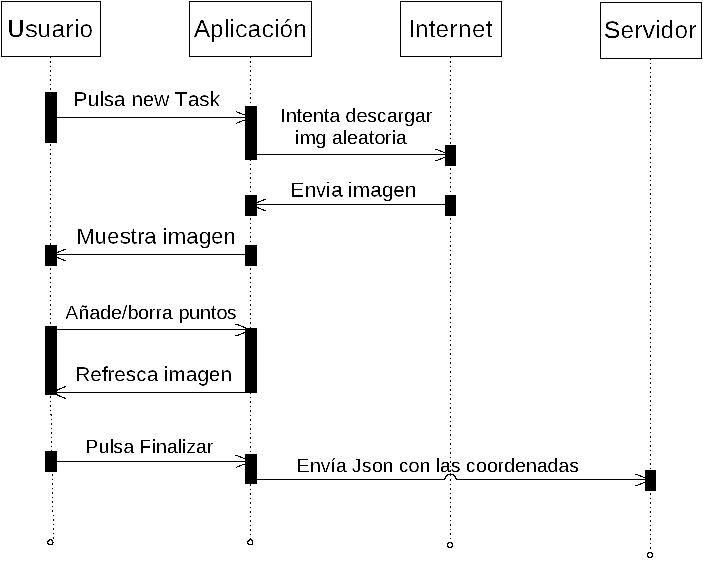 Usuario
Aplicación
Internet
Servidor
Pulsa new Task
Intenta descargar
img aleatoria
Envia imagen
Muestra imagen
Añade/borra puntos
Refresca imagen
Pulsa Finalizar
Envía Json con las coordenadas